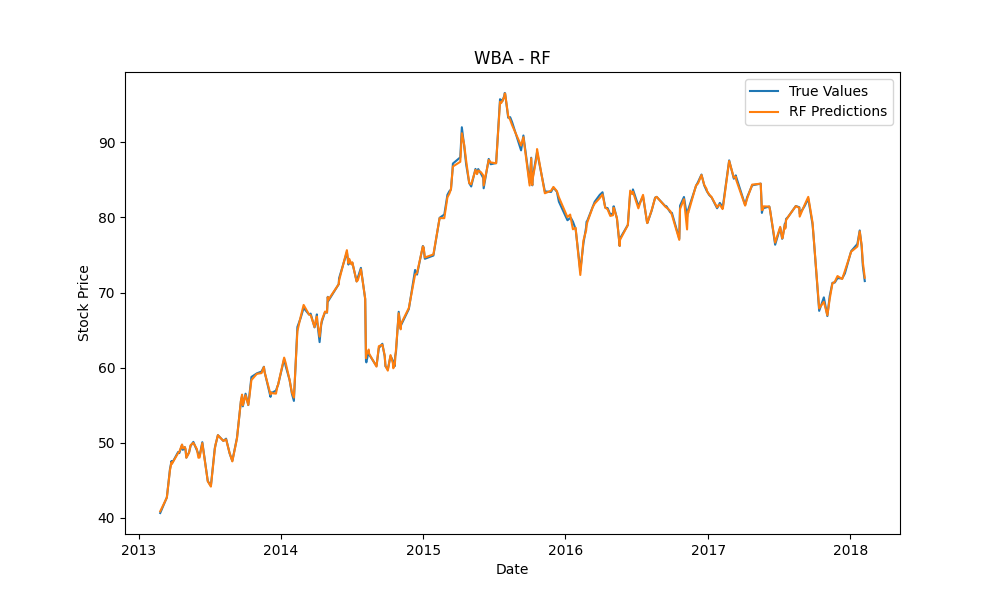 WBA - RF
True Values
RF Predictions
Stock Price
90
80
70
60
50
40
2013
2014
2015
2016
2017
2018
Date